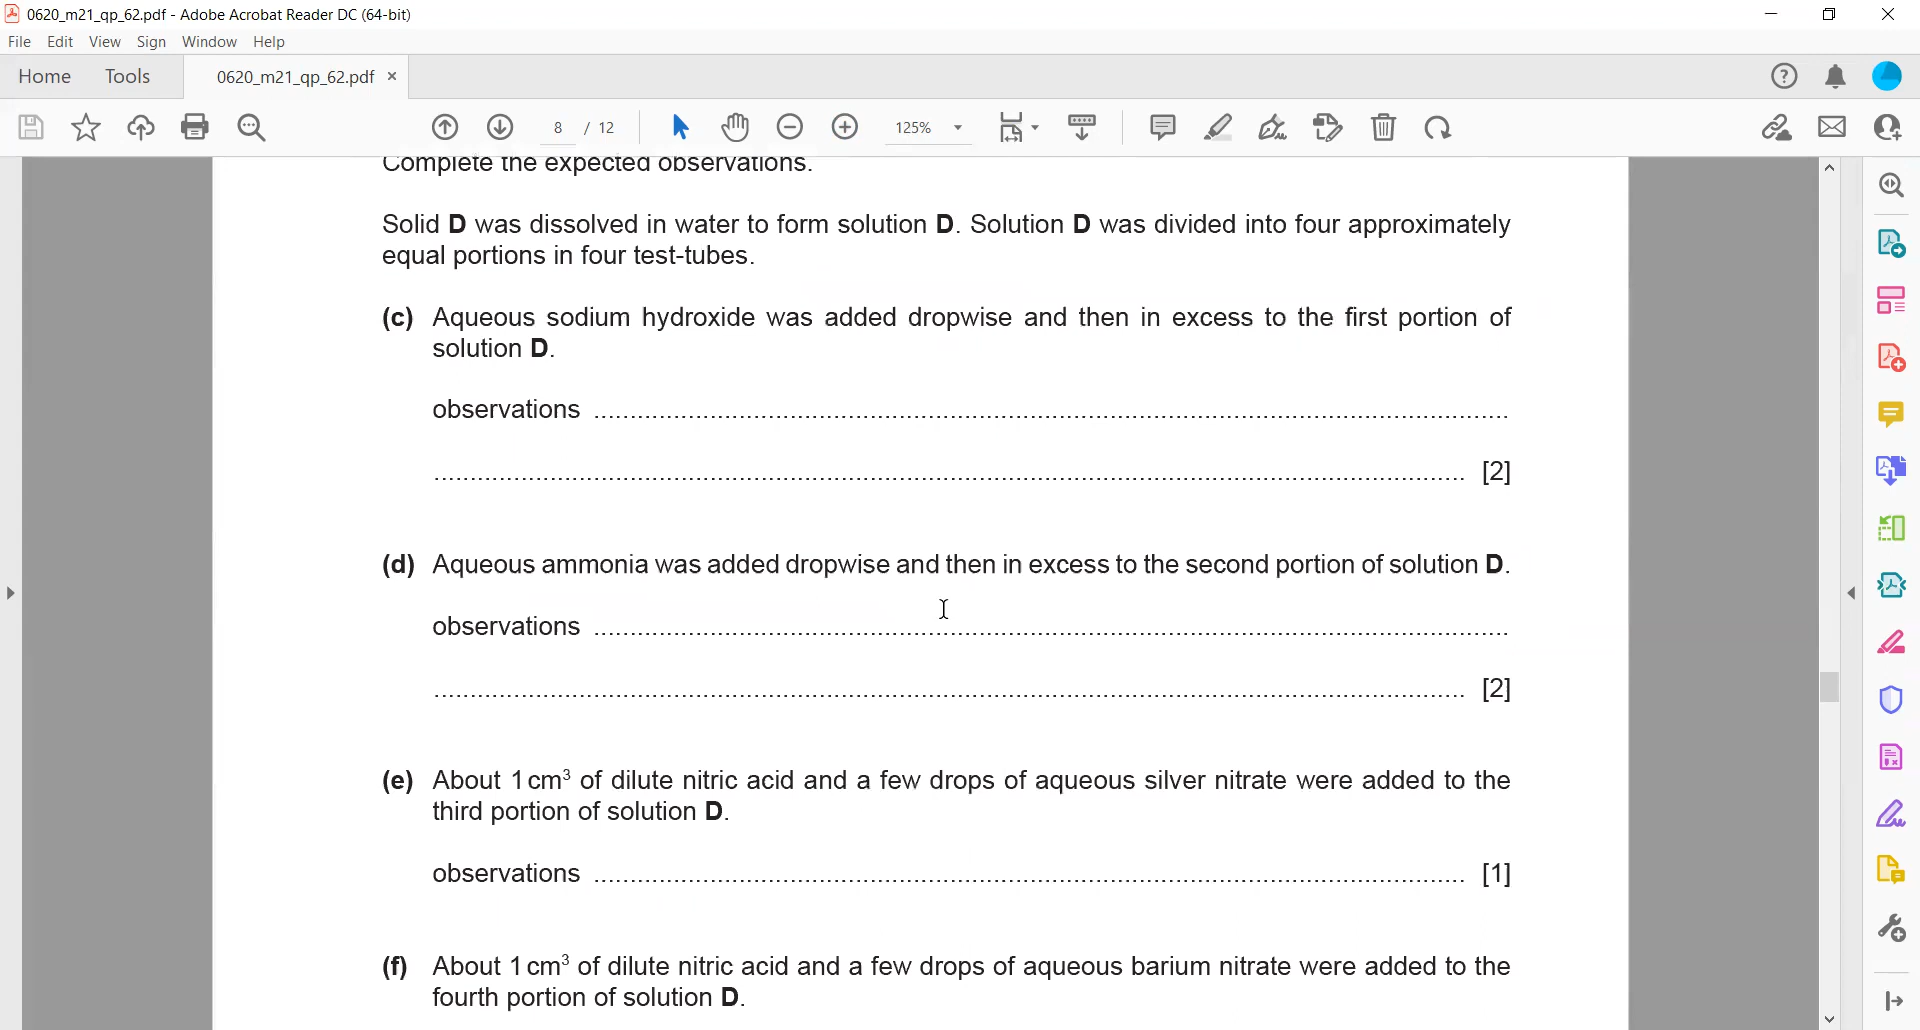 0620_m21_qp_62.pdf - Adobe Acrobat Reader DC (64-bit)
File Edit View Sign Window Help
Home Tools 0620_m21_qp_62.pdf ×
8 / 12 125%
Complete the expected observations.
Solid D was dissolved in water to form solution D. Solution D was divided into four approximately
equal portions in four test-tubes.
(c) Aqueous sodium hydroxide was added dropwise and then in excess to the first portion of
solution D.
observations ............................................................
............................................................ [2]
(d) Aqueous ammonia was added dropwise and then in excess to the second portion of solution D.
observations ............................................................
............................................................ [2]
(e) About 1 cm³ of dilute nitric acid and a few drops of aqueous silver nitrate were added to the
third portion of solution D.
observations ............................................................ [1]
(f) About 1 cm³ of dilute nitric acid and a few drops of aqueous barium nitrate were added to the
fourth portion of solution D.